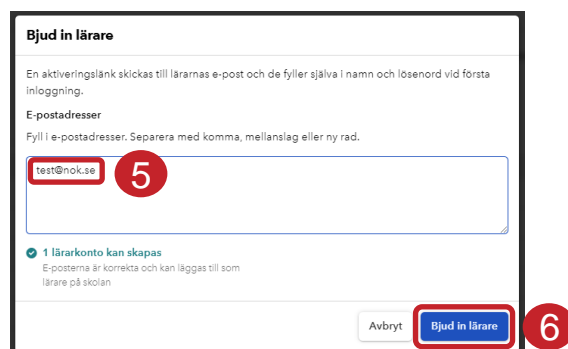 Bjud in lärare
En aktiveringslänk skickas till lärarnas e-post och de fyller själva i namn och lösenord vid första
inloggning.
E-postadresser
Fyll i e-postadresser. Separera med komma, mellanslag eller ny rad.
test@nok.se 5
1 lärarkonto kan skapas
E-posterna är korrekta och kan läggas till som
lärare på skolan
Avbryt Bjud in lärare 6